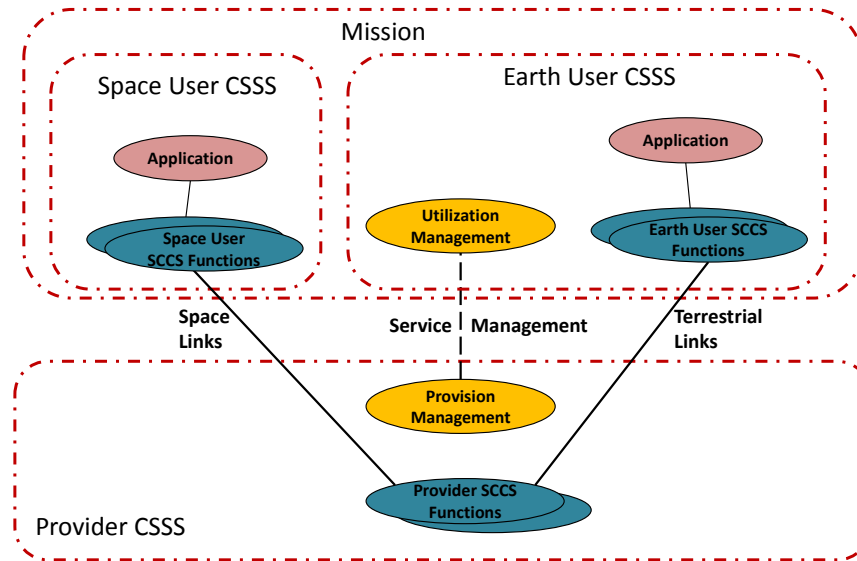 Mission
Space User CSSS
Earth User CSSS
Application
Application
Space User
SCCS Functions
Utilization
Management
Earth User SCCS
Functions
Space
Links
Service Management
Terrestrial
Links
Provision
Management
Provider SCCS
Functions
Provider CSSS